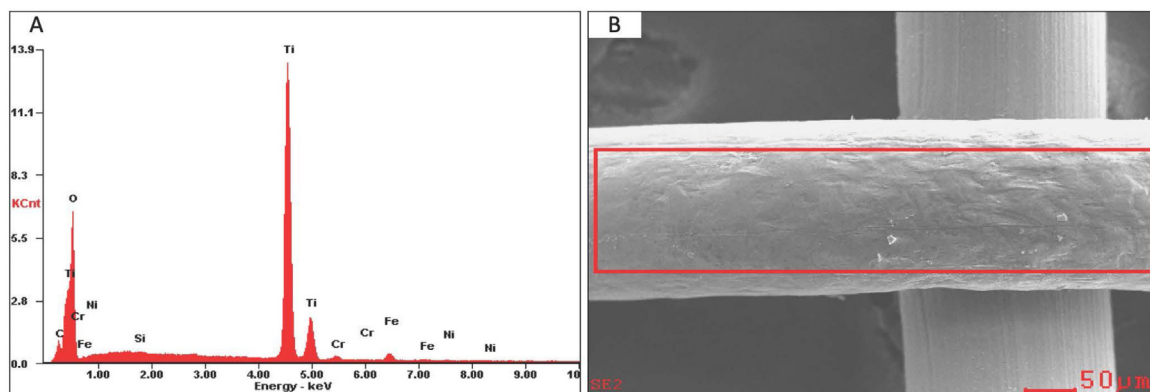 A
13.9
11.1
8.3
KCnt
5.5
2.8
0.0
C
O
Ti
Ni
Cr
Fe
Si
Ti
Ti
Cr
Cr
Fe
Fe
Ni
Ni
1.00 2.00 3.00 4.00 5.00 6.00 7.00 8.00 9.00 10
Energy - keV
B
SE2
50µm